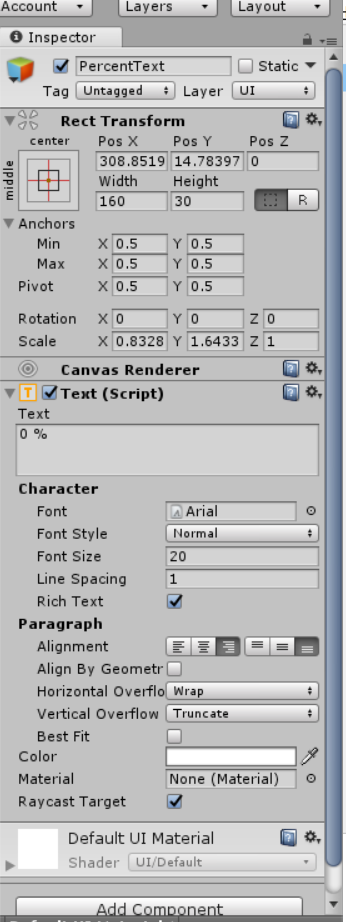 Account Layers Layout
Inspector
PercentText Static
Tag Untagged Layer UI
Rect Transform
center Pos X Pos Y Pos Z
middle 308.8519 14.78397 0
Width Height
160 30 R
Anchors
Min X 0.5 Y 0.5
Max X 0.5 Y 0.5
Pivot X 0.5 Y 0.5
Rotation X 0 Y 0 Z 0
Scale X 0.8328 Y 1.6433 Z 1
Canvas Renderer
T Text (Script)
Text
0 %
Character
Font Arial
Font Style Normal
Font Size 20
Line Spacing 1
Rich Text
Paragraph
Alignment
Align By Geometr
Horizontal Overflo Wrap
Vertical Overflow Truncate
Best Fit
Color
Material None (Material)
Raycast Target
Default UI Material
Shader UI/Default
Add Component